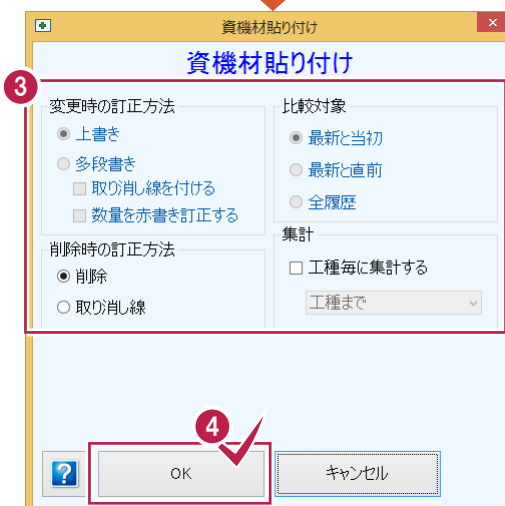 資機材貼り付け
×
資機材貼り付け
3
変更時の訂正方法
上書き
多段書き
取り消し線を付ける
数量を赤書き訂正する
削除時の訂正方法
削除
取り消し線
比較対象
最新と当初
最新と直前
全履歴
集計
工種毎に集計する
工種まで
4
?
OK
キャンセル